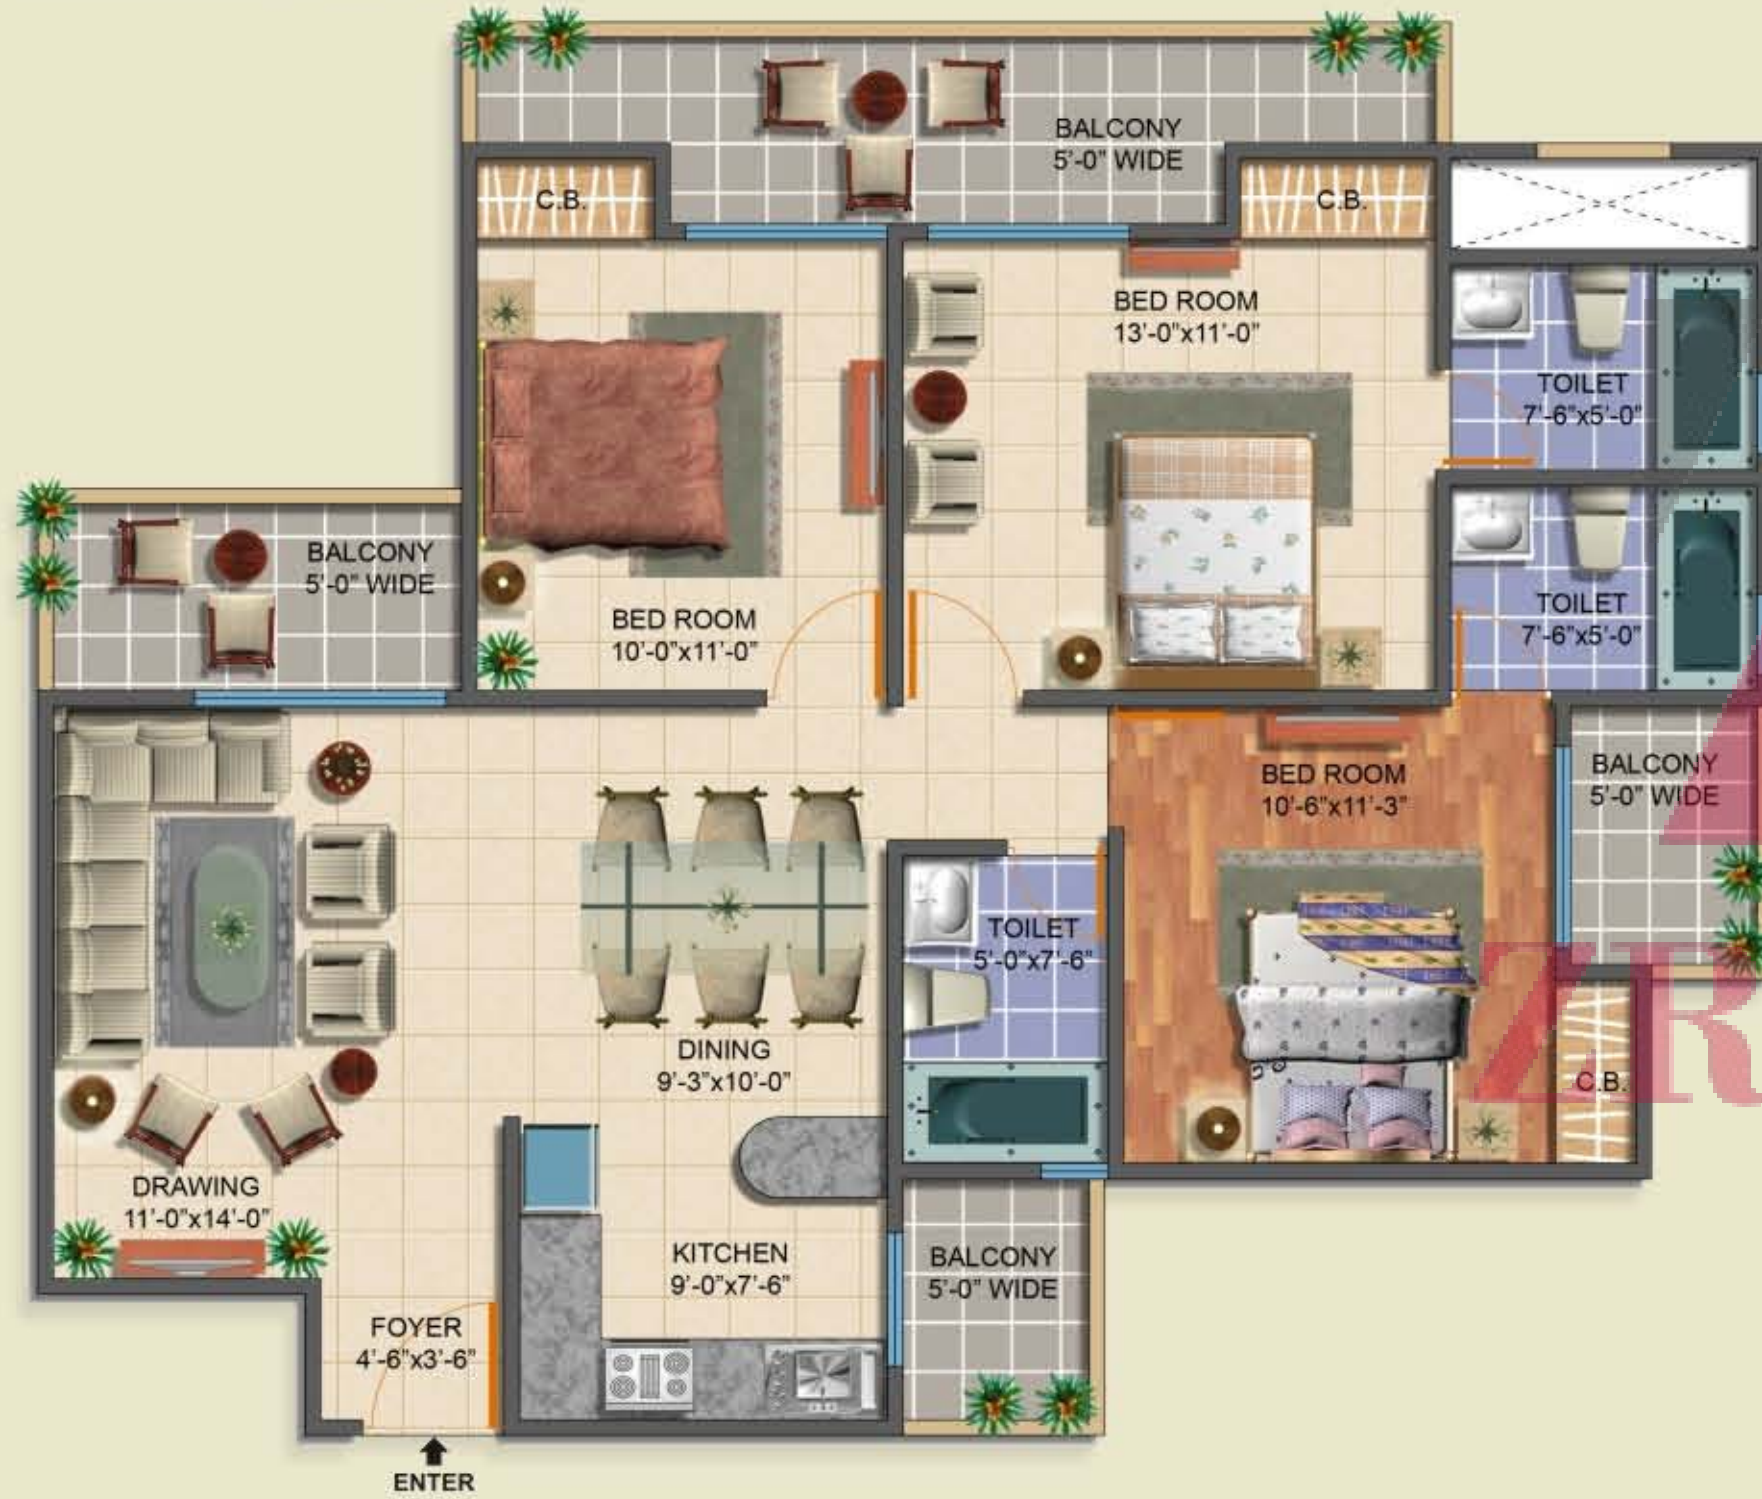 BALCONY
5'-0" WIDE
C.B.
C.B.
BED ROOM
13'-0"x11'-0"
TOILET
7'-6"x5'-0"
BALCONY
5'-0" WIDE
BED ROOM
10'-0"x11'-0"
TOILET
7'-6"x5'-0"
BED ROOM
10'-6"x11'-3"
BALCONY
5'-0" WIDE
TOILET
5'-0"x7'-6"
DINING
9'-3"x10'-0"
ZR
C.B.
DRAWING
11'-0"x14'-0"
KITCHEN
9'-0"x7'-6"
BALCONY
5'-0" WIDE
FOYER
4'-6"x3'-6"
ENTER